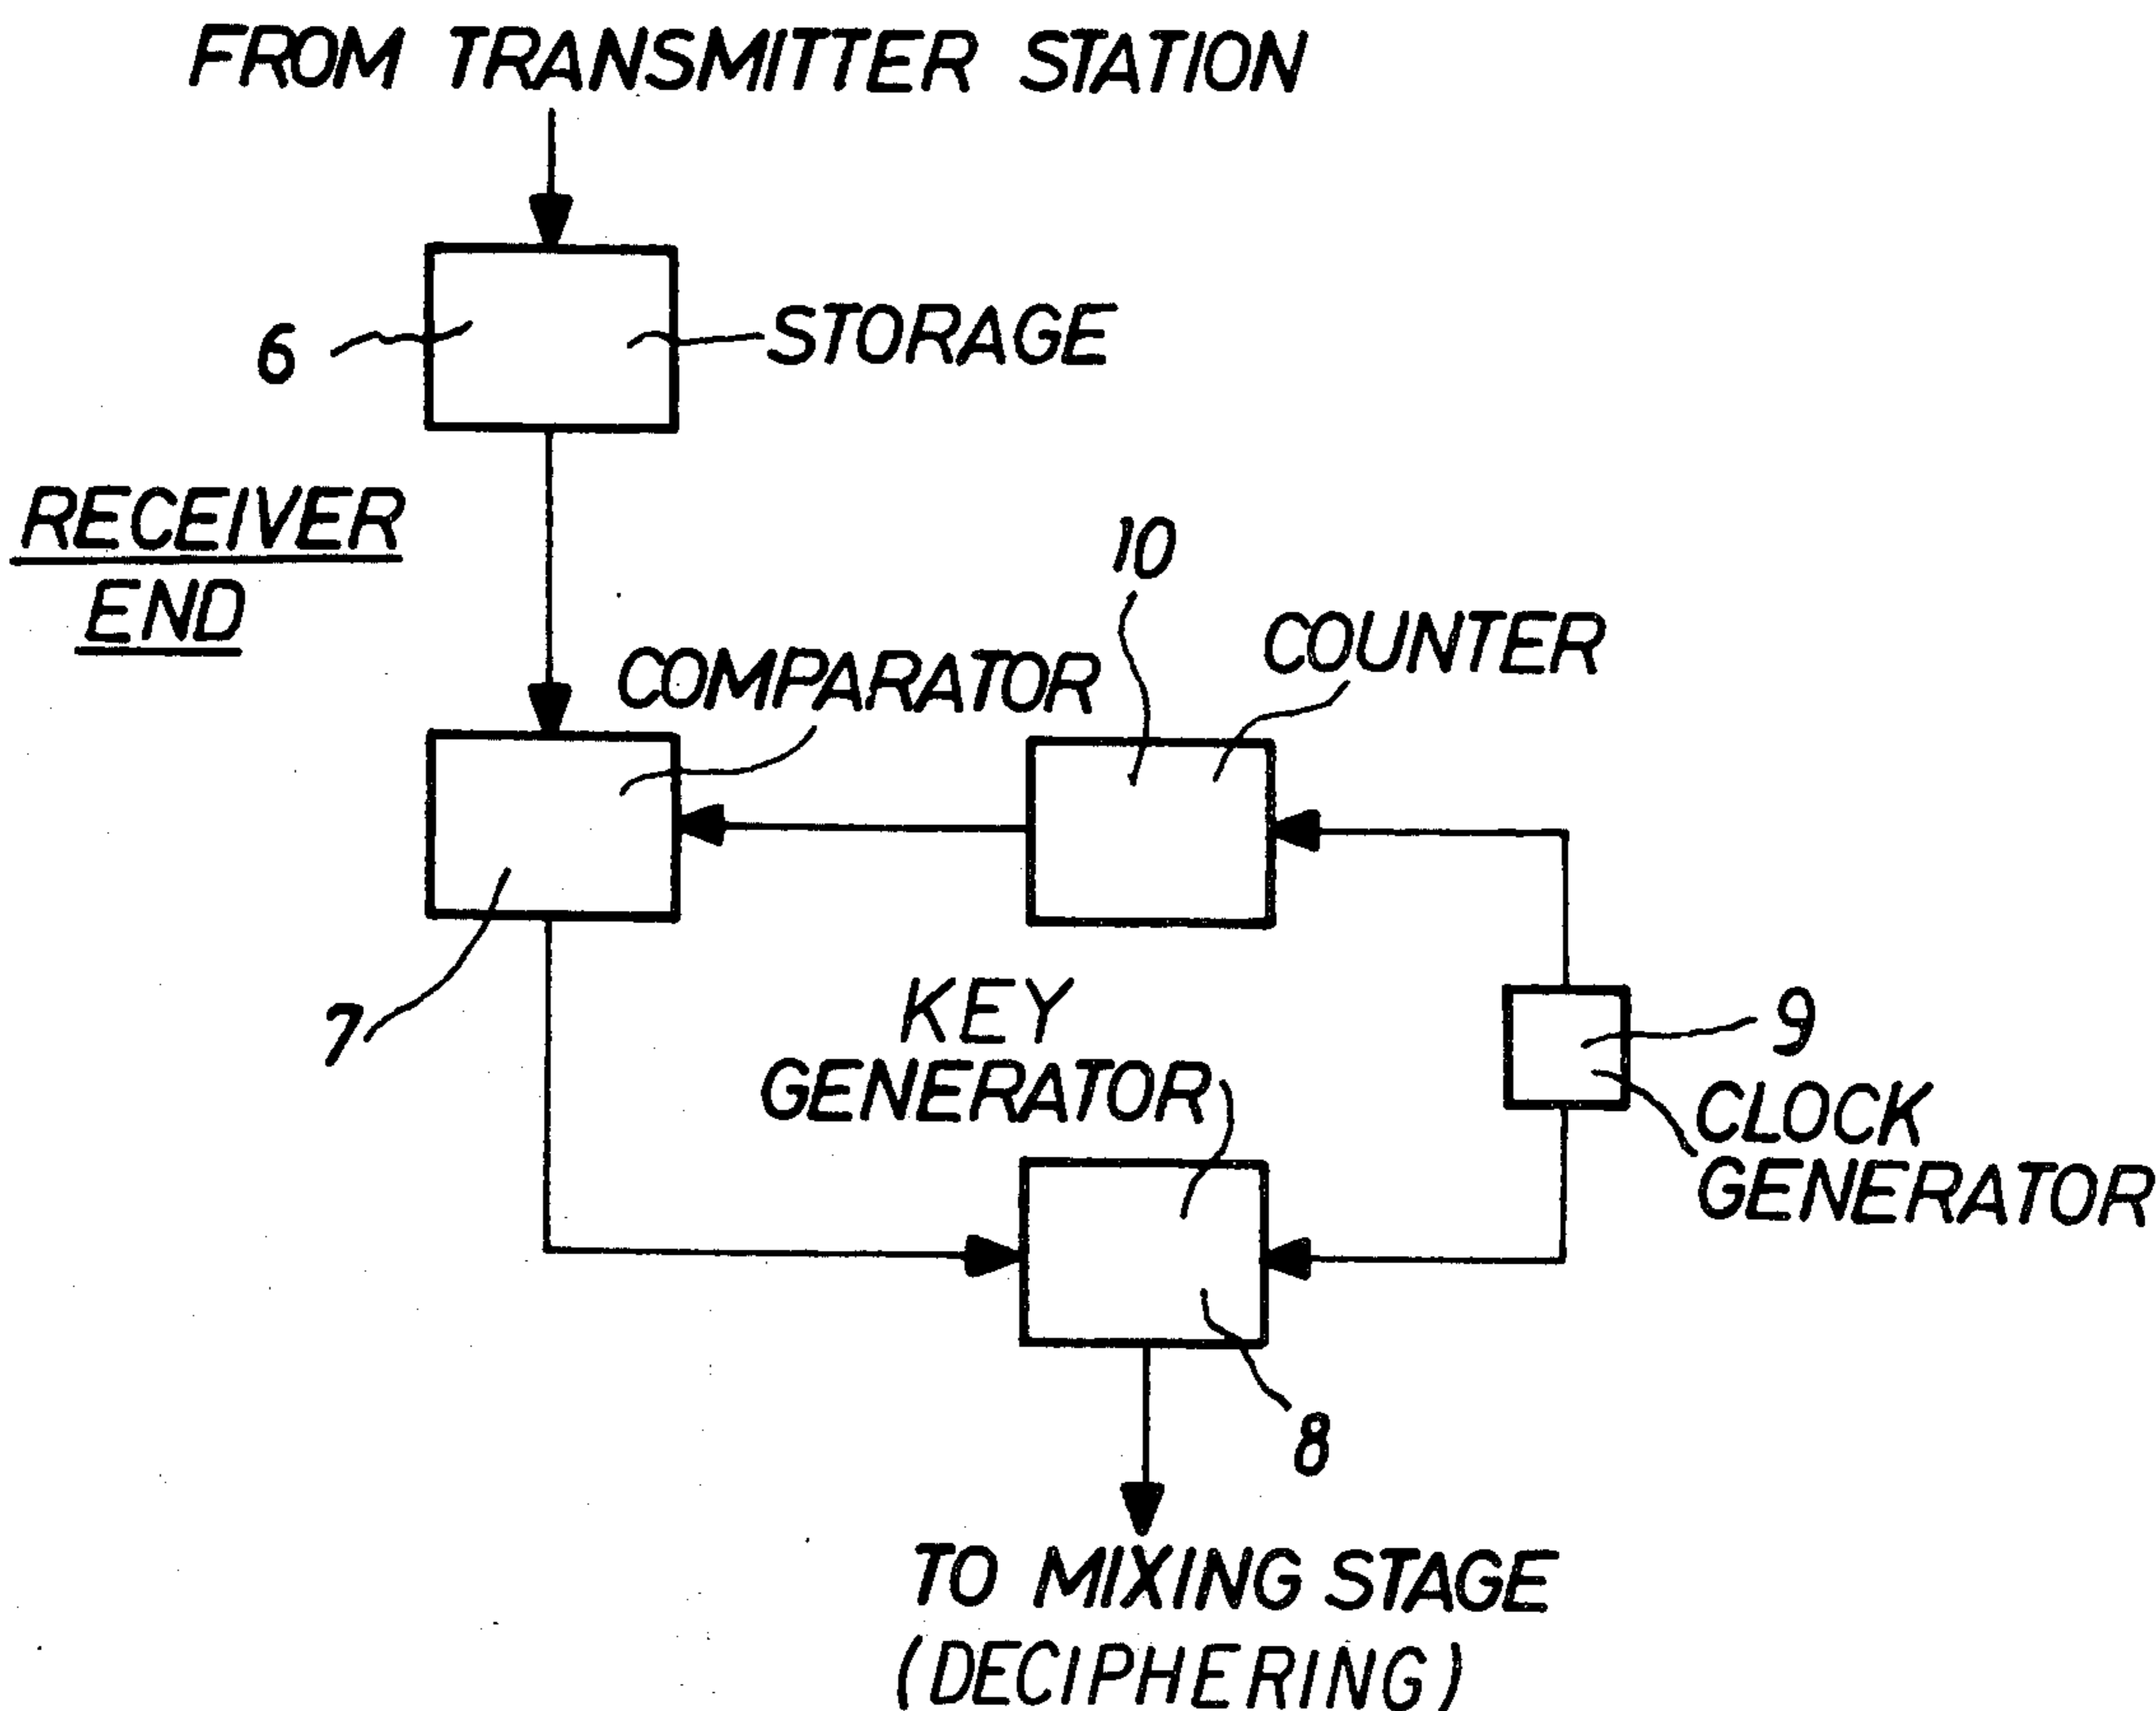 FROM TRANSMITTER STATION
6
STORAGE
RECEIVER
END
10
COUNTER
COMPARATOR
7
KEY
GENERATOR
9
CLOCK
GENERATOR
8
TO MIXING STAGE
(DECIPHERING)